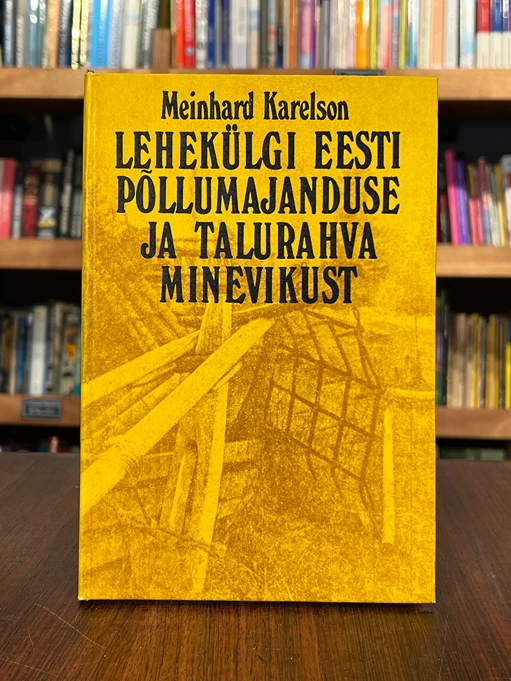 Meinhard Karelson
LEHEKÜLGI EESTI
PÕLLUMAJANDUSE
JA TALURAHVA
MINEVIKUST